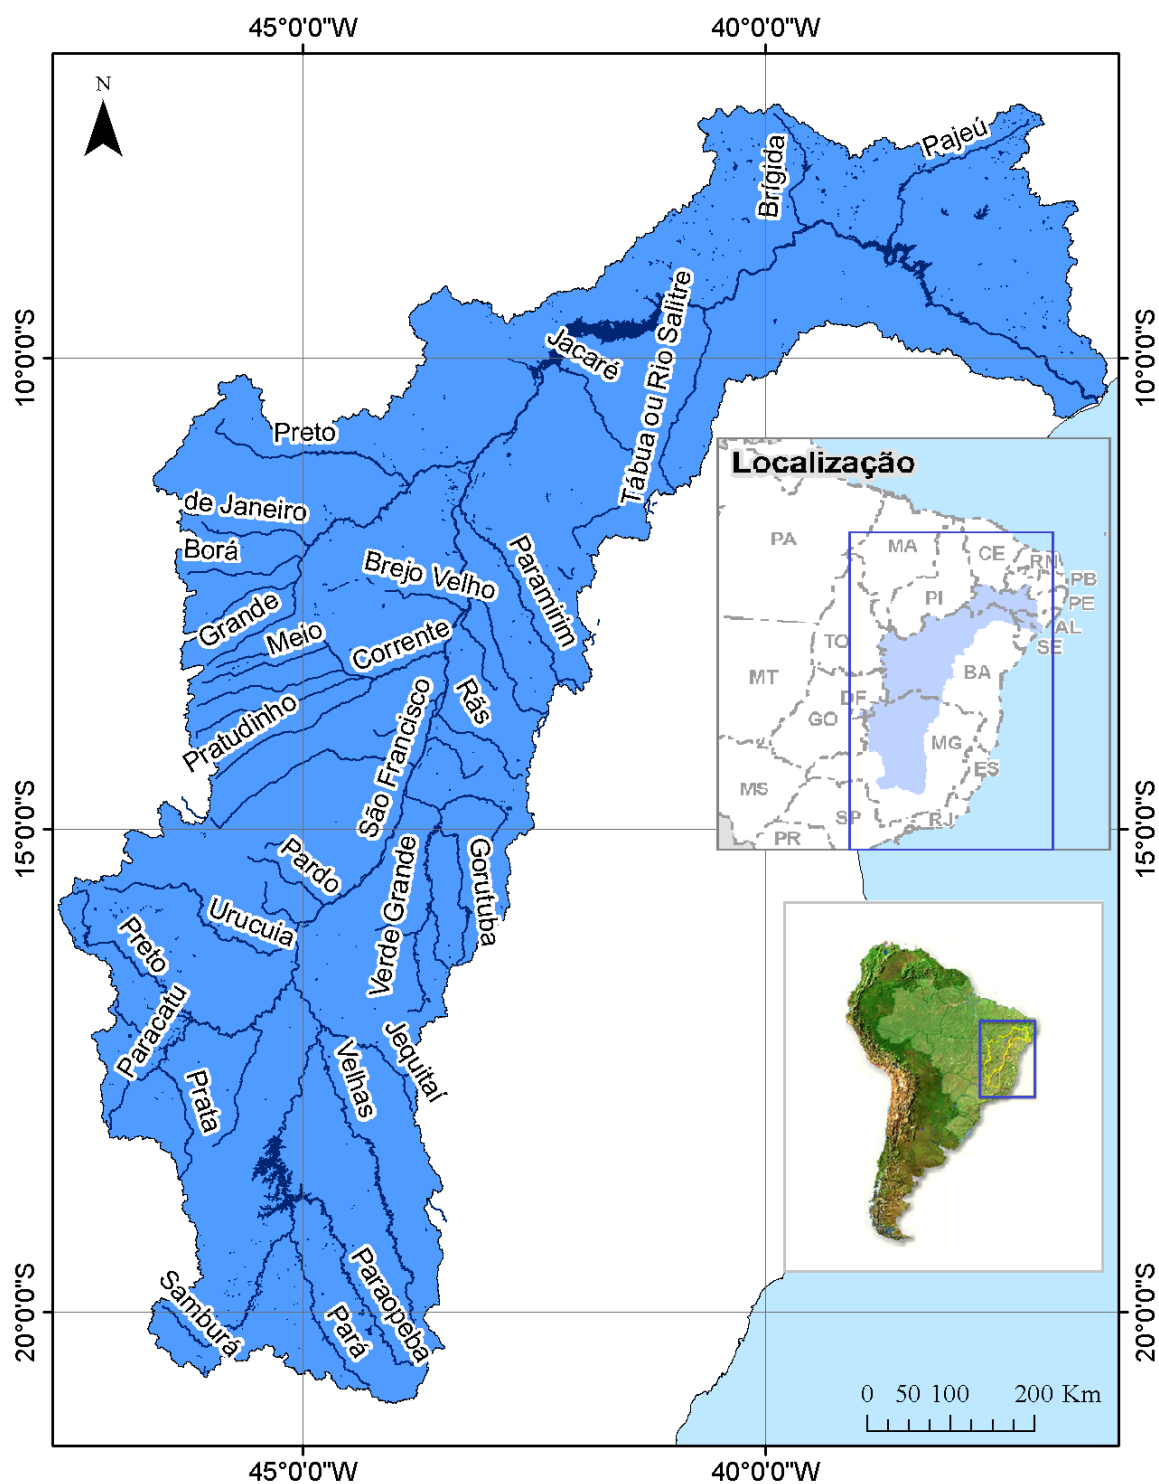 45°0'0"W
40°0'0"W
N
Pajeú
Brígida
10°0'0"S
10°0'0"S
Jacaré
Tábua ou Rio Salitre
Preto
Localização
de Janeiro
Borá
Brejo Velho
Paramirim
Grande
Meio
Corrente
Rãs
Pratudinho
São Francisco
PA
MA
CE
RN
PB
PI
PE
AL
TO
SE
MT
BA
DF
GO
MG
MS
ES
SP
RJ
PR
15°0'0"S
15°0'0"S
Pardo
Verde Grande
Gorutuba
Urucuia
Preto
Paracatu
Prata
Velhas
Jequitaí
Samburá
Pará
Paraopeba
20°0'0"S
20°0'0"S
0 50 100 200 Km
45°0'0"W
40°0'0"W